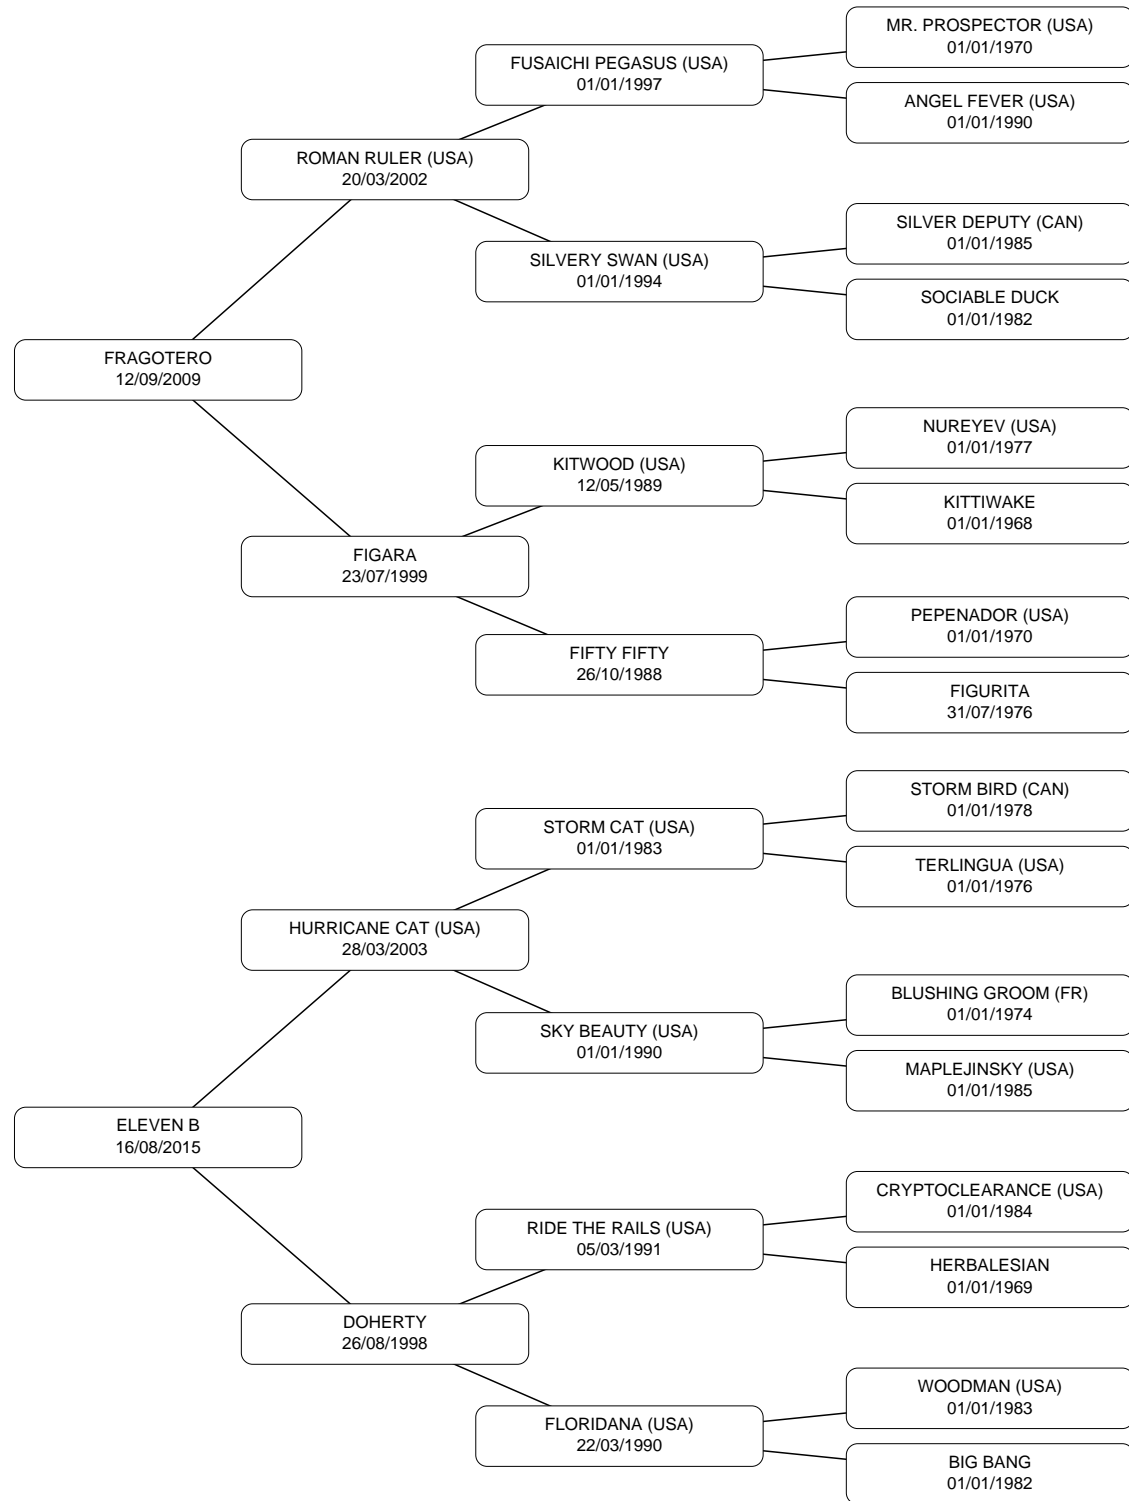 MR. PROSPECTOR (USA)
01/01/1970
FUSAICHI PEGASUS (USA)
01/01/1997
ANGEL FEVER (USA)
01/01/1990
ROMAN RULER (USA)
20/03/2002
SILVER DEPUTY (CAN)
01/01/1985
SILVERY SWAN (USA)
01/01/1994
SOCIABLE DUCK
01/01/1982
FRAGOTERO
12/09/2009
NUREYEV (USA)
01/01/1977
KITWOOD (USA)
12/05/1989
KITTIWAKE
01/01/1968
FIGARA
23/07/1999
PEPENADOR (USA)
01/01/1970
FIFTY FIFTY
26/10/1988
FIGURITA
31/07/1976
STORM BIRD (CAN)
01/01/1978
STORM CAT (USA)
01/01/1983
TERLINGUA (USA)
01/01/1976
HURRICANE CAT (USA)
28/03/2003
BLUSHING GROOM (FR)
01/01/1974
SKY BEAUTY (USA)
01/01/1990
MAPLEJINSKY (USA)
01/01/1985
ELEVEN B
16/08/2015
CRYPTOCLEARANCE (USA)
01/01/1984
RIDE THE RAILS (USA)
05/03/1991
HERBALESIAN
01/01/1969
DOHERTY
26/08/1998
WOODMAN (USA)
01/01/1983
FLORIDANA (USA)
22/03/1990
BIG BANG
01/01/1982